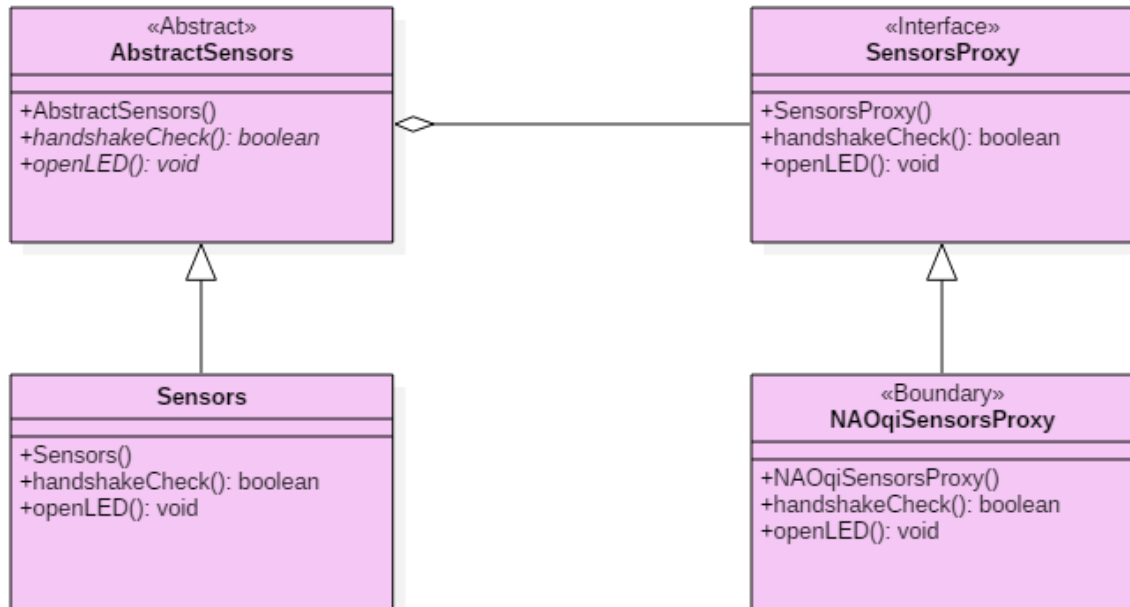 «Abstract»
AbstractSensors
+AbstractSensors()
+handshakeCheck(): boolean
+openLED(): void
«Interface»
SensorsProxy
+SensorsProxy()
+handshakeCheck(): boolean
+openLED(): void
Sensors
+Sensors()
+handshakeCheck(): boolean
+openLED(): void
«Boundary»
NAOqiSensorsProxy
+NAOqiSensorsProxy()
+handshakeCheck(): boolean
+openLED(): void